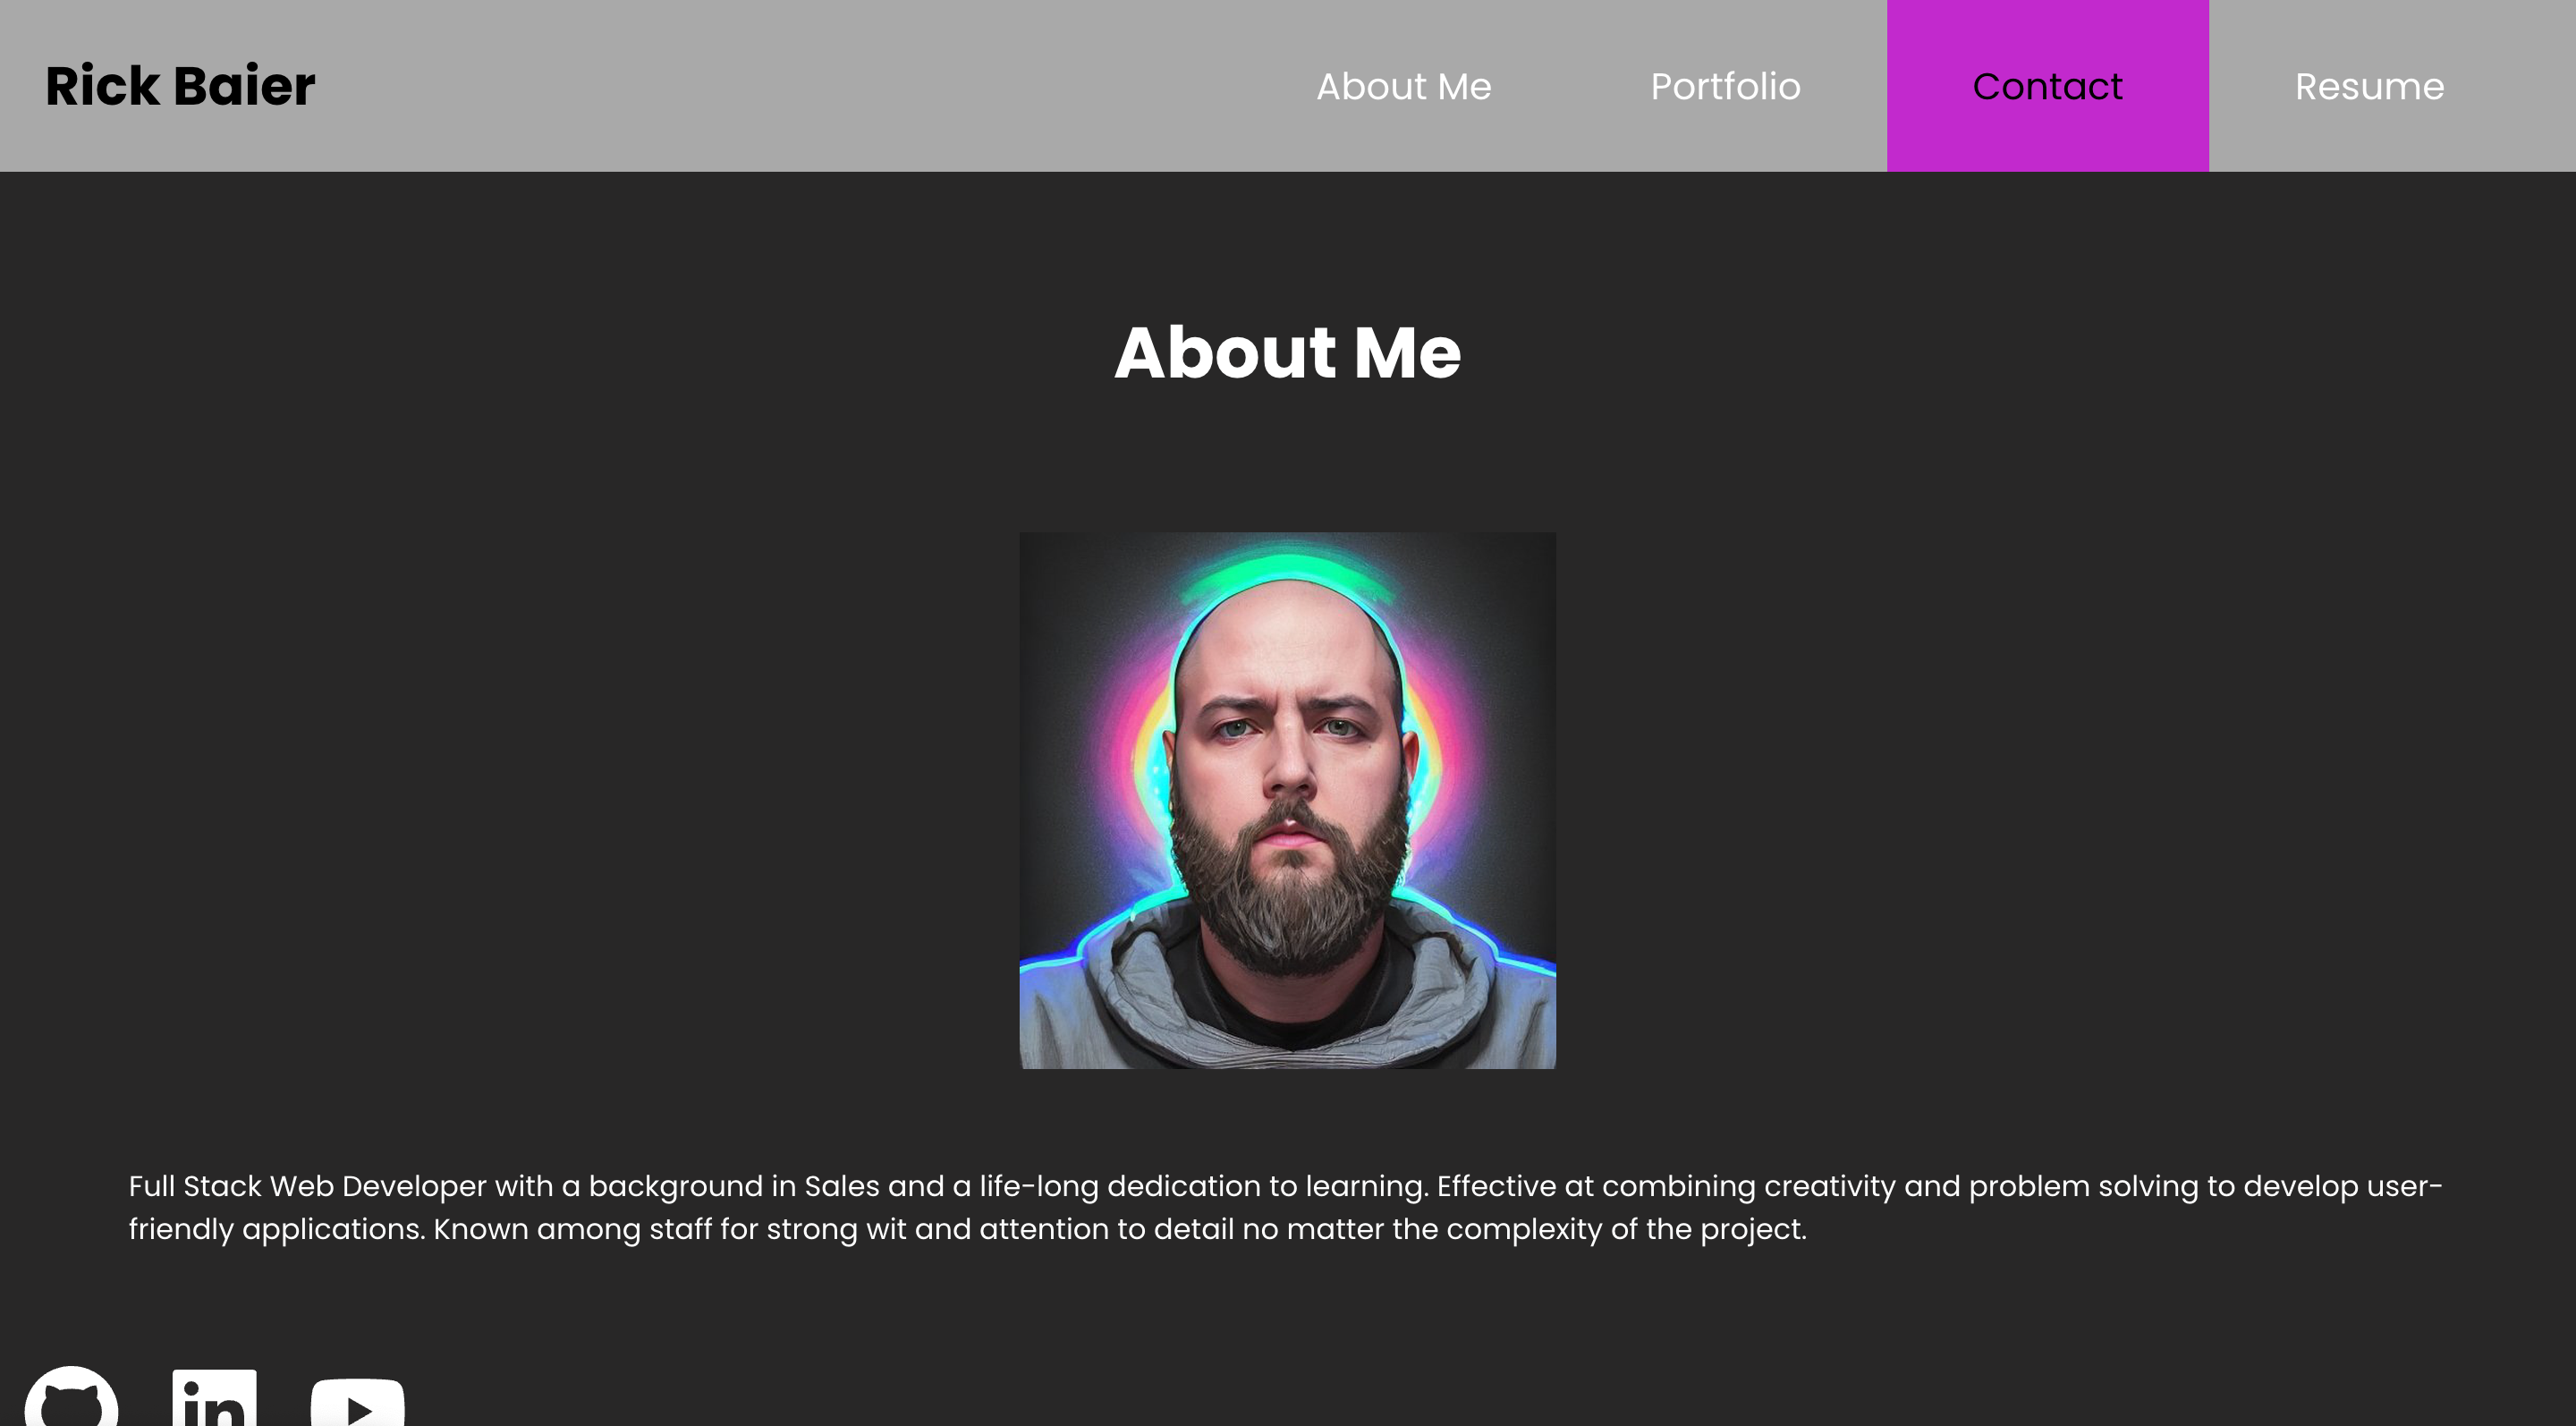 Rick Baier
About Me
Portfolio
Contact
Resume
About Me
Full Stack Web Developer with a background in Sales and a life-long dedication to learning. Effective at combining creativity and problem solving to develop user-
friendly applications. Known among staff for strong wit and attention to detail no matter the complexity of the project.
in